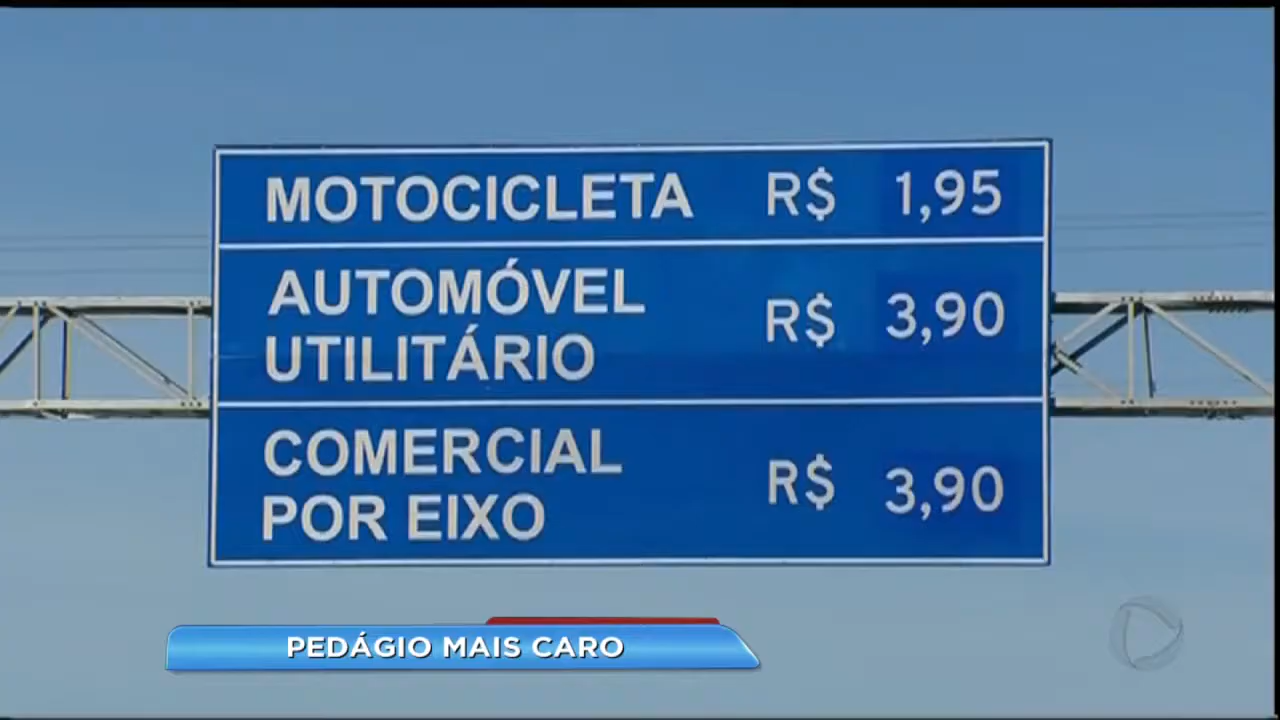 MOTOCICLETA R$ 1,95
AUTOMÓVEL
UTILITÁRIO R$ 3,90
COMERCIAL
POR EIXO R$ 3,90
PEDÁGIO MAIS CARO